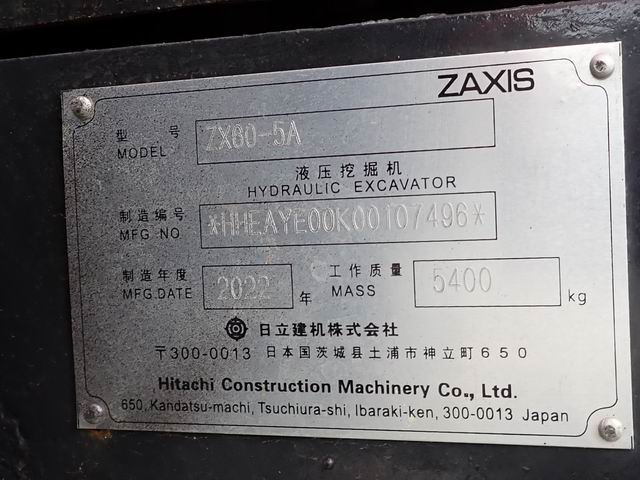 ZAXIS
型号 ZX60-5A
MODEL
液压挖掘机
HYDRAULIC EXCAVATOR
制造编号 *HHEAYE00K00107496*
MFG NO
制造年度 2022 年 工作质量 5400 kg
MFG.DATE MASS
日立建机株式会社
〒300-0013 日本国茨城县土浦市神立町650
Hitachi Construction Machinery Co., Ltd.
650, Kandatsu-machi, Tsuchiura-shi, Ibaraki-ken, 300-0013 Japan